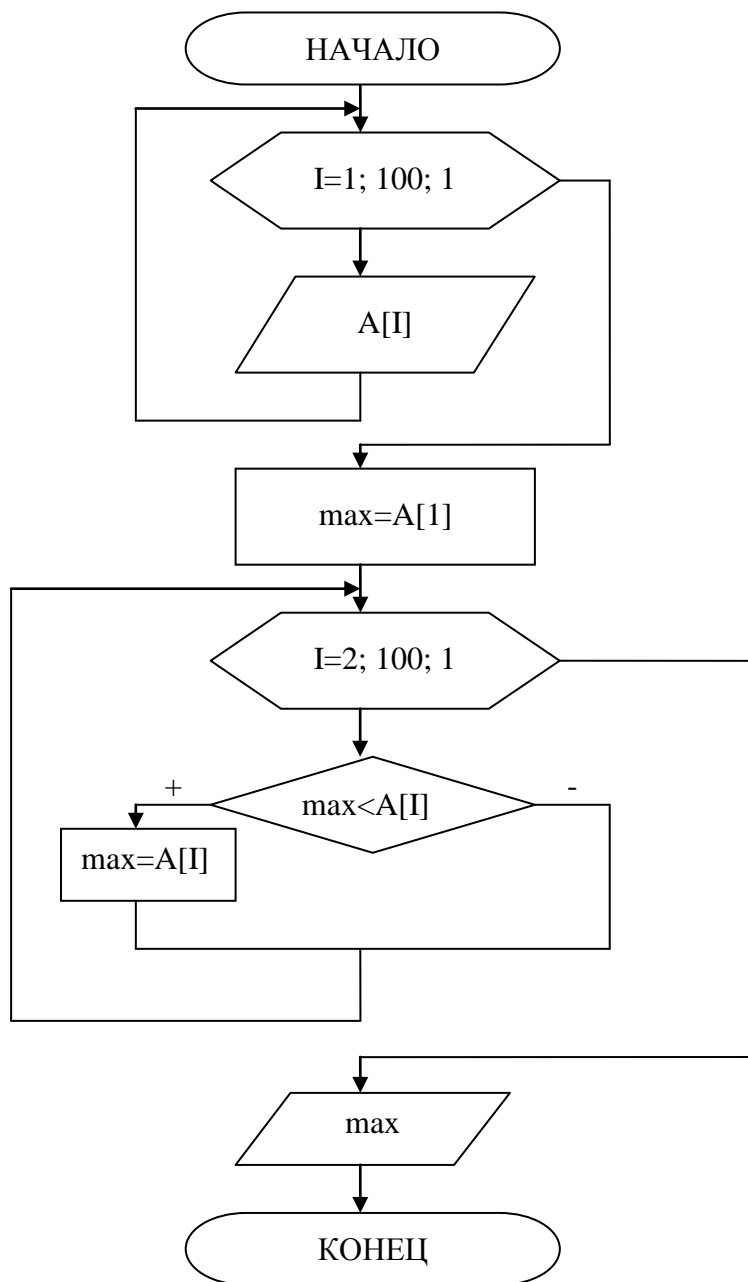 НАЧАЛО
I=1; 100; 1
A[I]
max=A[1]
I=2; 100; 1
+
max<A[I]
-
max=A[I]
max
КОНЕЦ